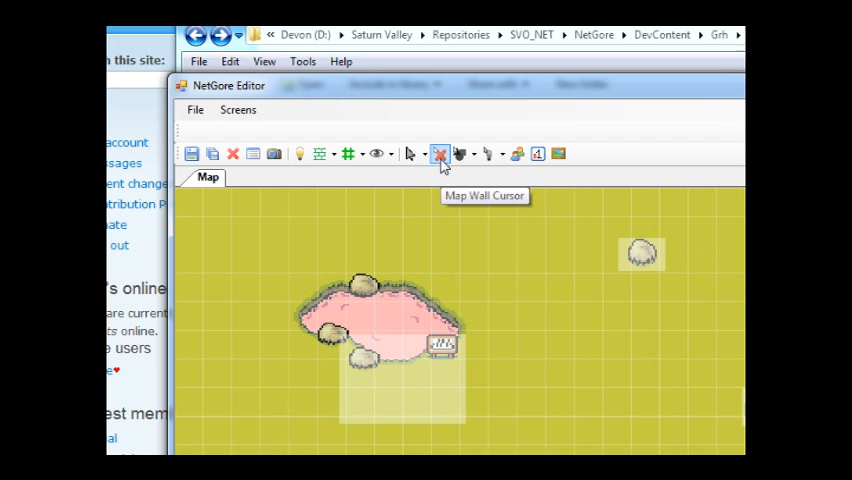 « Devon (D:) ▸ Saturn Valley ▸ Repositories ▸ SVO_NET ▸ NetGore ▸ DevContent ▸ Grh
File Edit View Tools Help
this site:
NetGore Editor
File Screens
account
ssages
Map
Map Wall Cursor
ent change
tribution P
ate
out
's online
are current
ts online.
e users
e
est mem
al